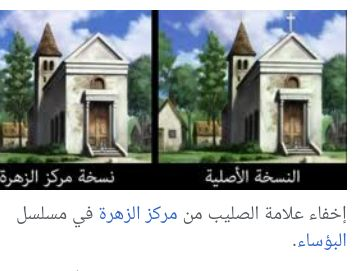 النسخة الأصلية
نسخة مركز الزهرة
إخفاء علامة الصليب من مركز الزهرة في مسلسل
البؤساء.